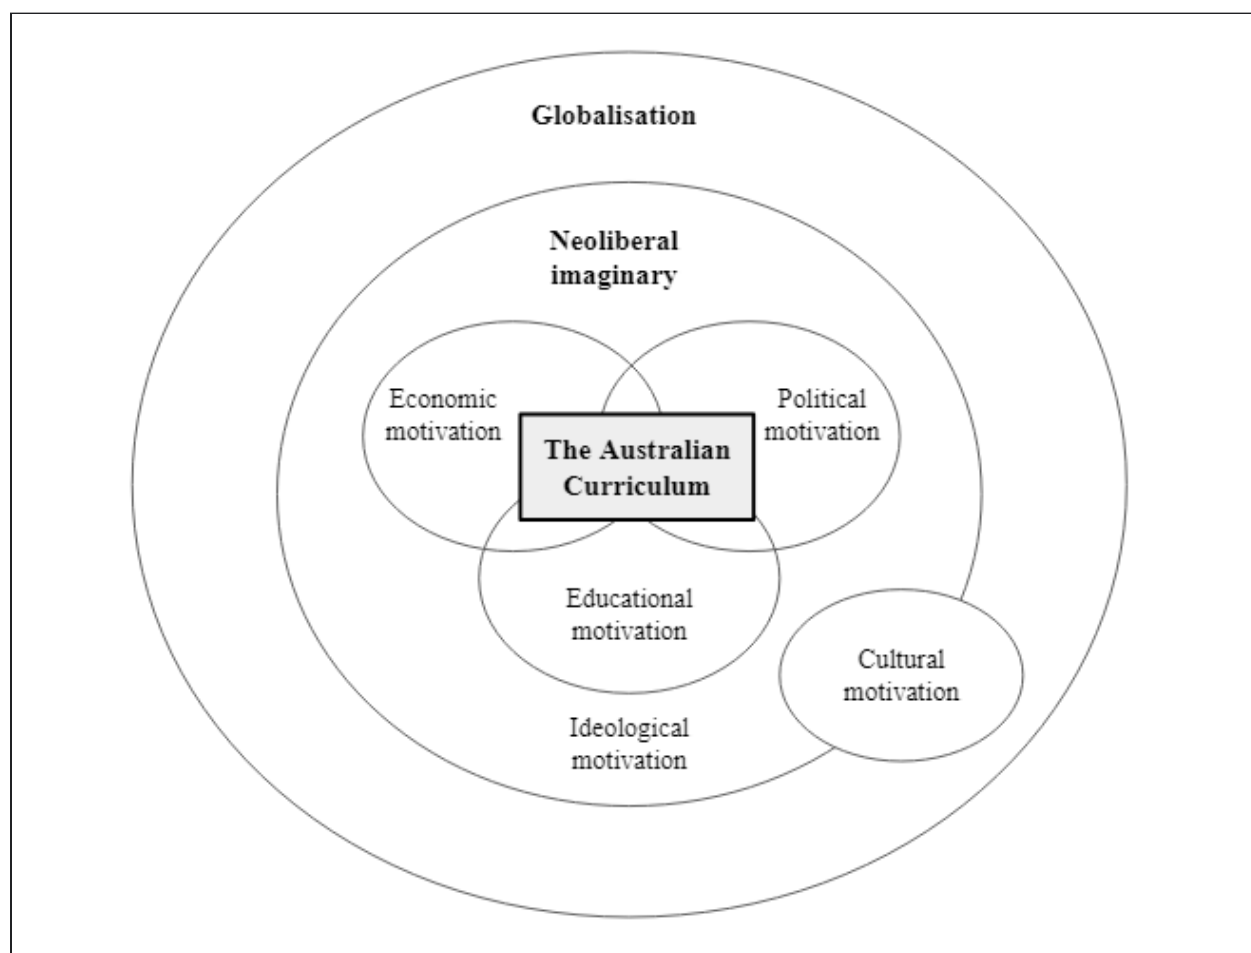 Globalisation
Neoliberal
imaginary
Economic
motivation
Political
motivation
The Australian
Curriculum
Educational
motivation
Cultural
motivation
Ideological
motivation